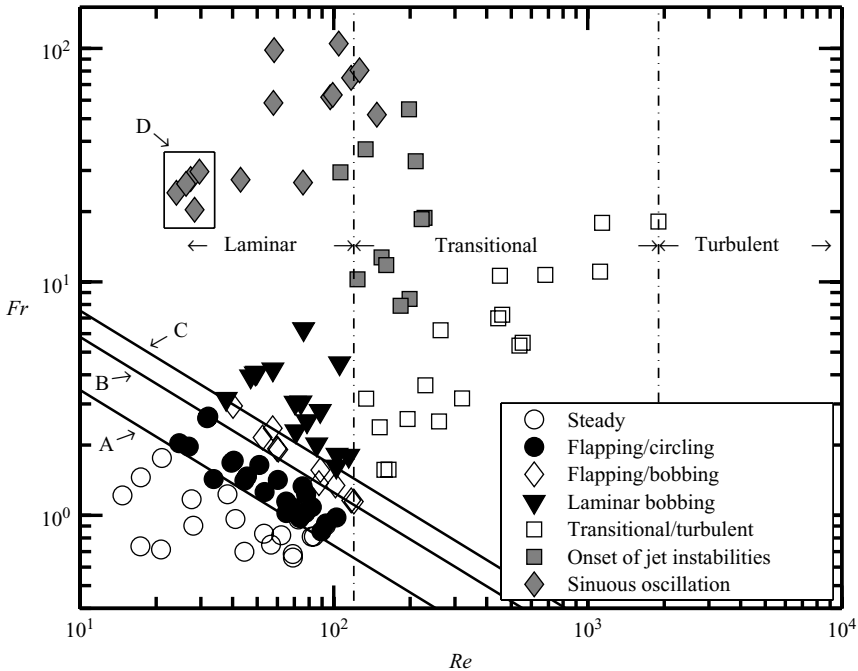 10²
D
Laminar
Transitional
Turbulent
10¹
Fr
C
B
A
10⁰
Steady
Flapping/circling
Flapping/bobbing
Laminar bobbing
Transitional/turbulent
Onset of jet instabilities
Sinuous oscillation
10¹ 10² 10³ 10⁴
Re